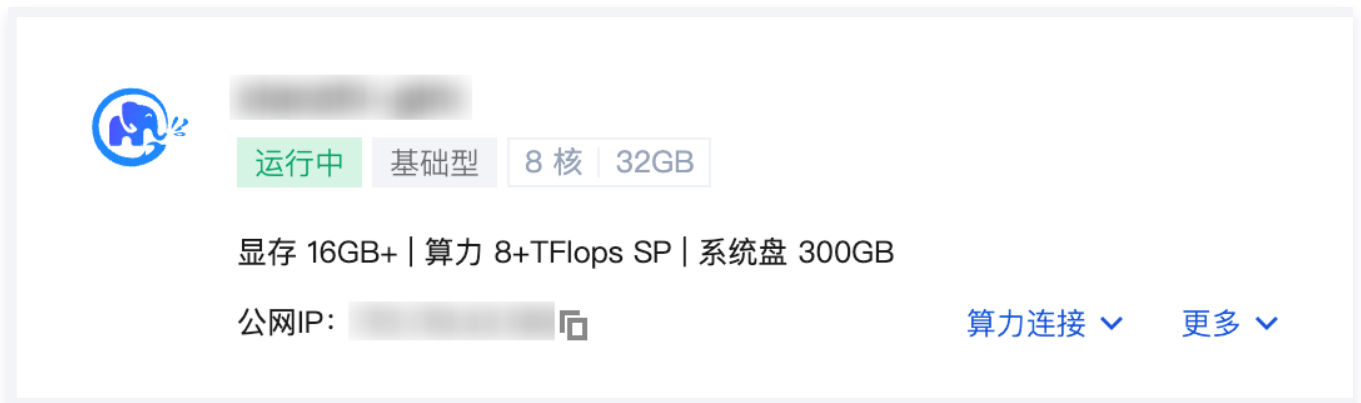 运行中 基础型 8 核 32GB
显存 16GB+ | 算力 8+TFlops SP | 系统盘 300GB
公网IP: 算力连接 更多